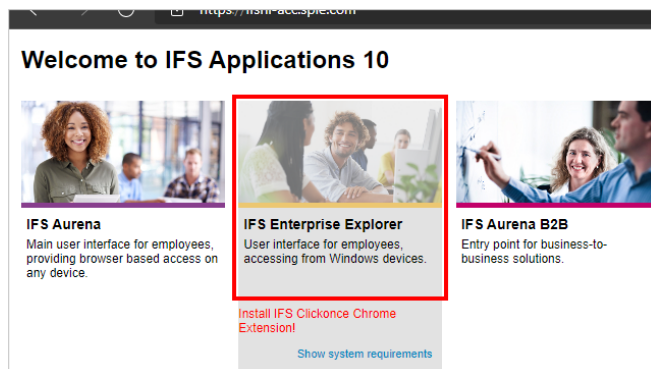 Welcome to IFS Applications 10
IFS Aurena
Main user interface for employees,
providing browser based access on
any device.
IFS Enterprise Explorer
User interface for employees,
accessing from Windows devices.
Install IFS Clickonce Chrome
Extension!
Show system requirements
IFS Aurena B2B
Entry point for business-to-
business solutions.